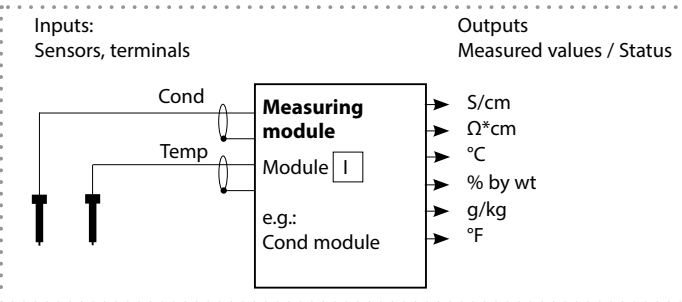 Inputs:
Sensors, terminals
Outputs
Measured values / Status
Cond
Temp
Measuring
module
Module I
e.g.:
Cond module
S/cm
Ω*cm
°C
% by wt
g/kg
°F